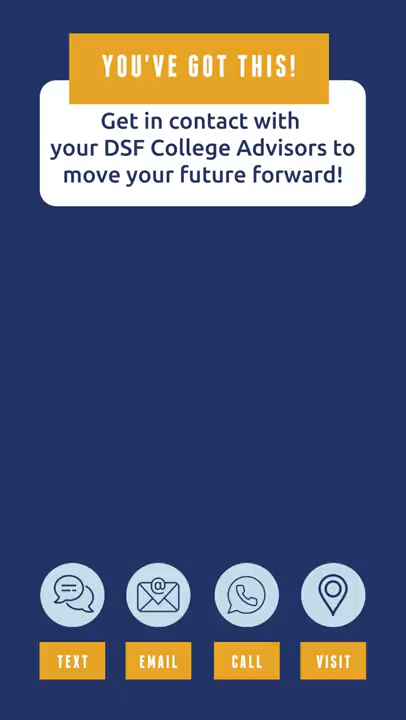 YOU'VE GOT THIS!
Get in contact with
your DSF College Advisors to
move your future forward!
@
TEXT
EMAIL
CALL
VISIT